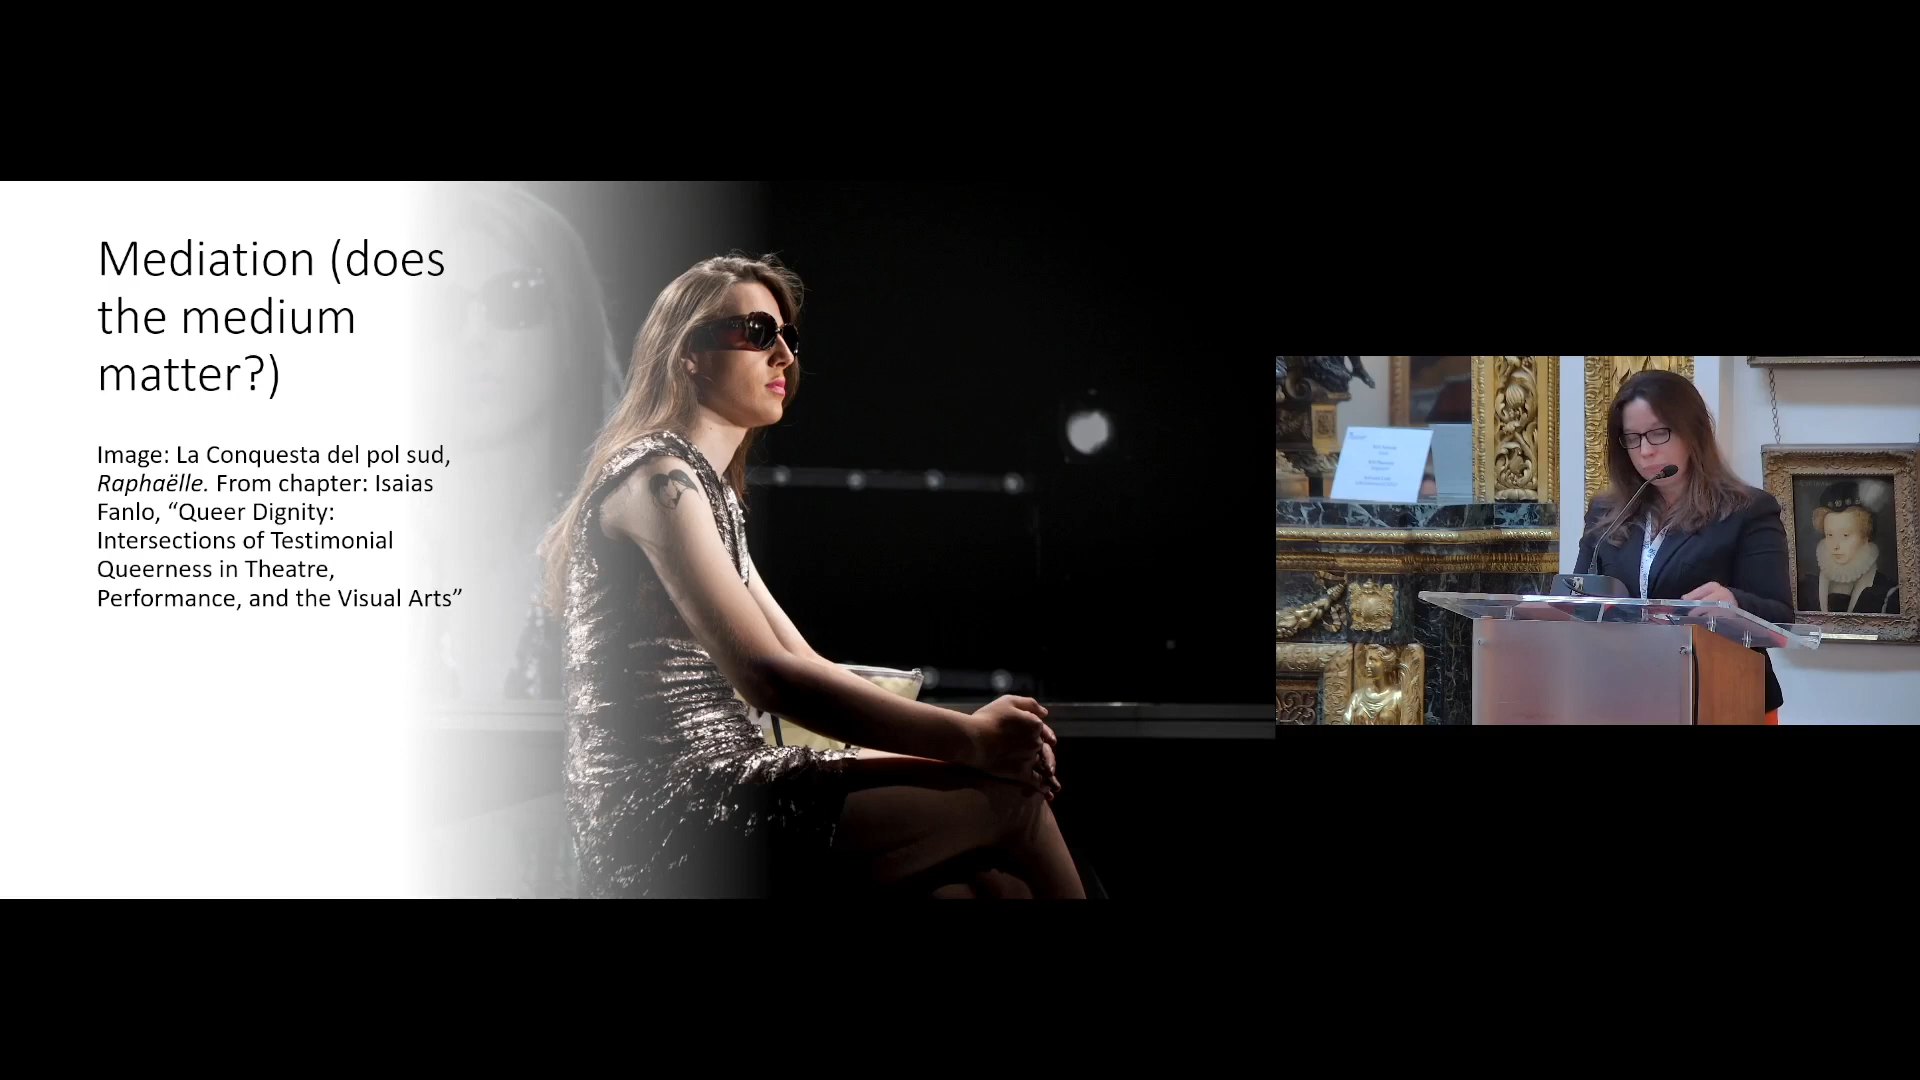 Mediation (does
the medium
matter?)
Image: La Conquesta del pol sud,
Raphaëlle. From chapter: Isaias
Fanlo, “Queer Dignity:
Intersections of Testimonial
Queerness in Theatre,
Performance, and the Visual Arts”